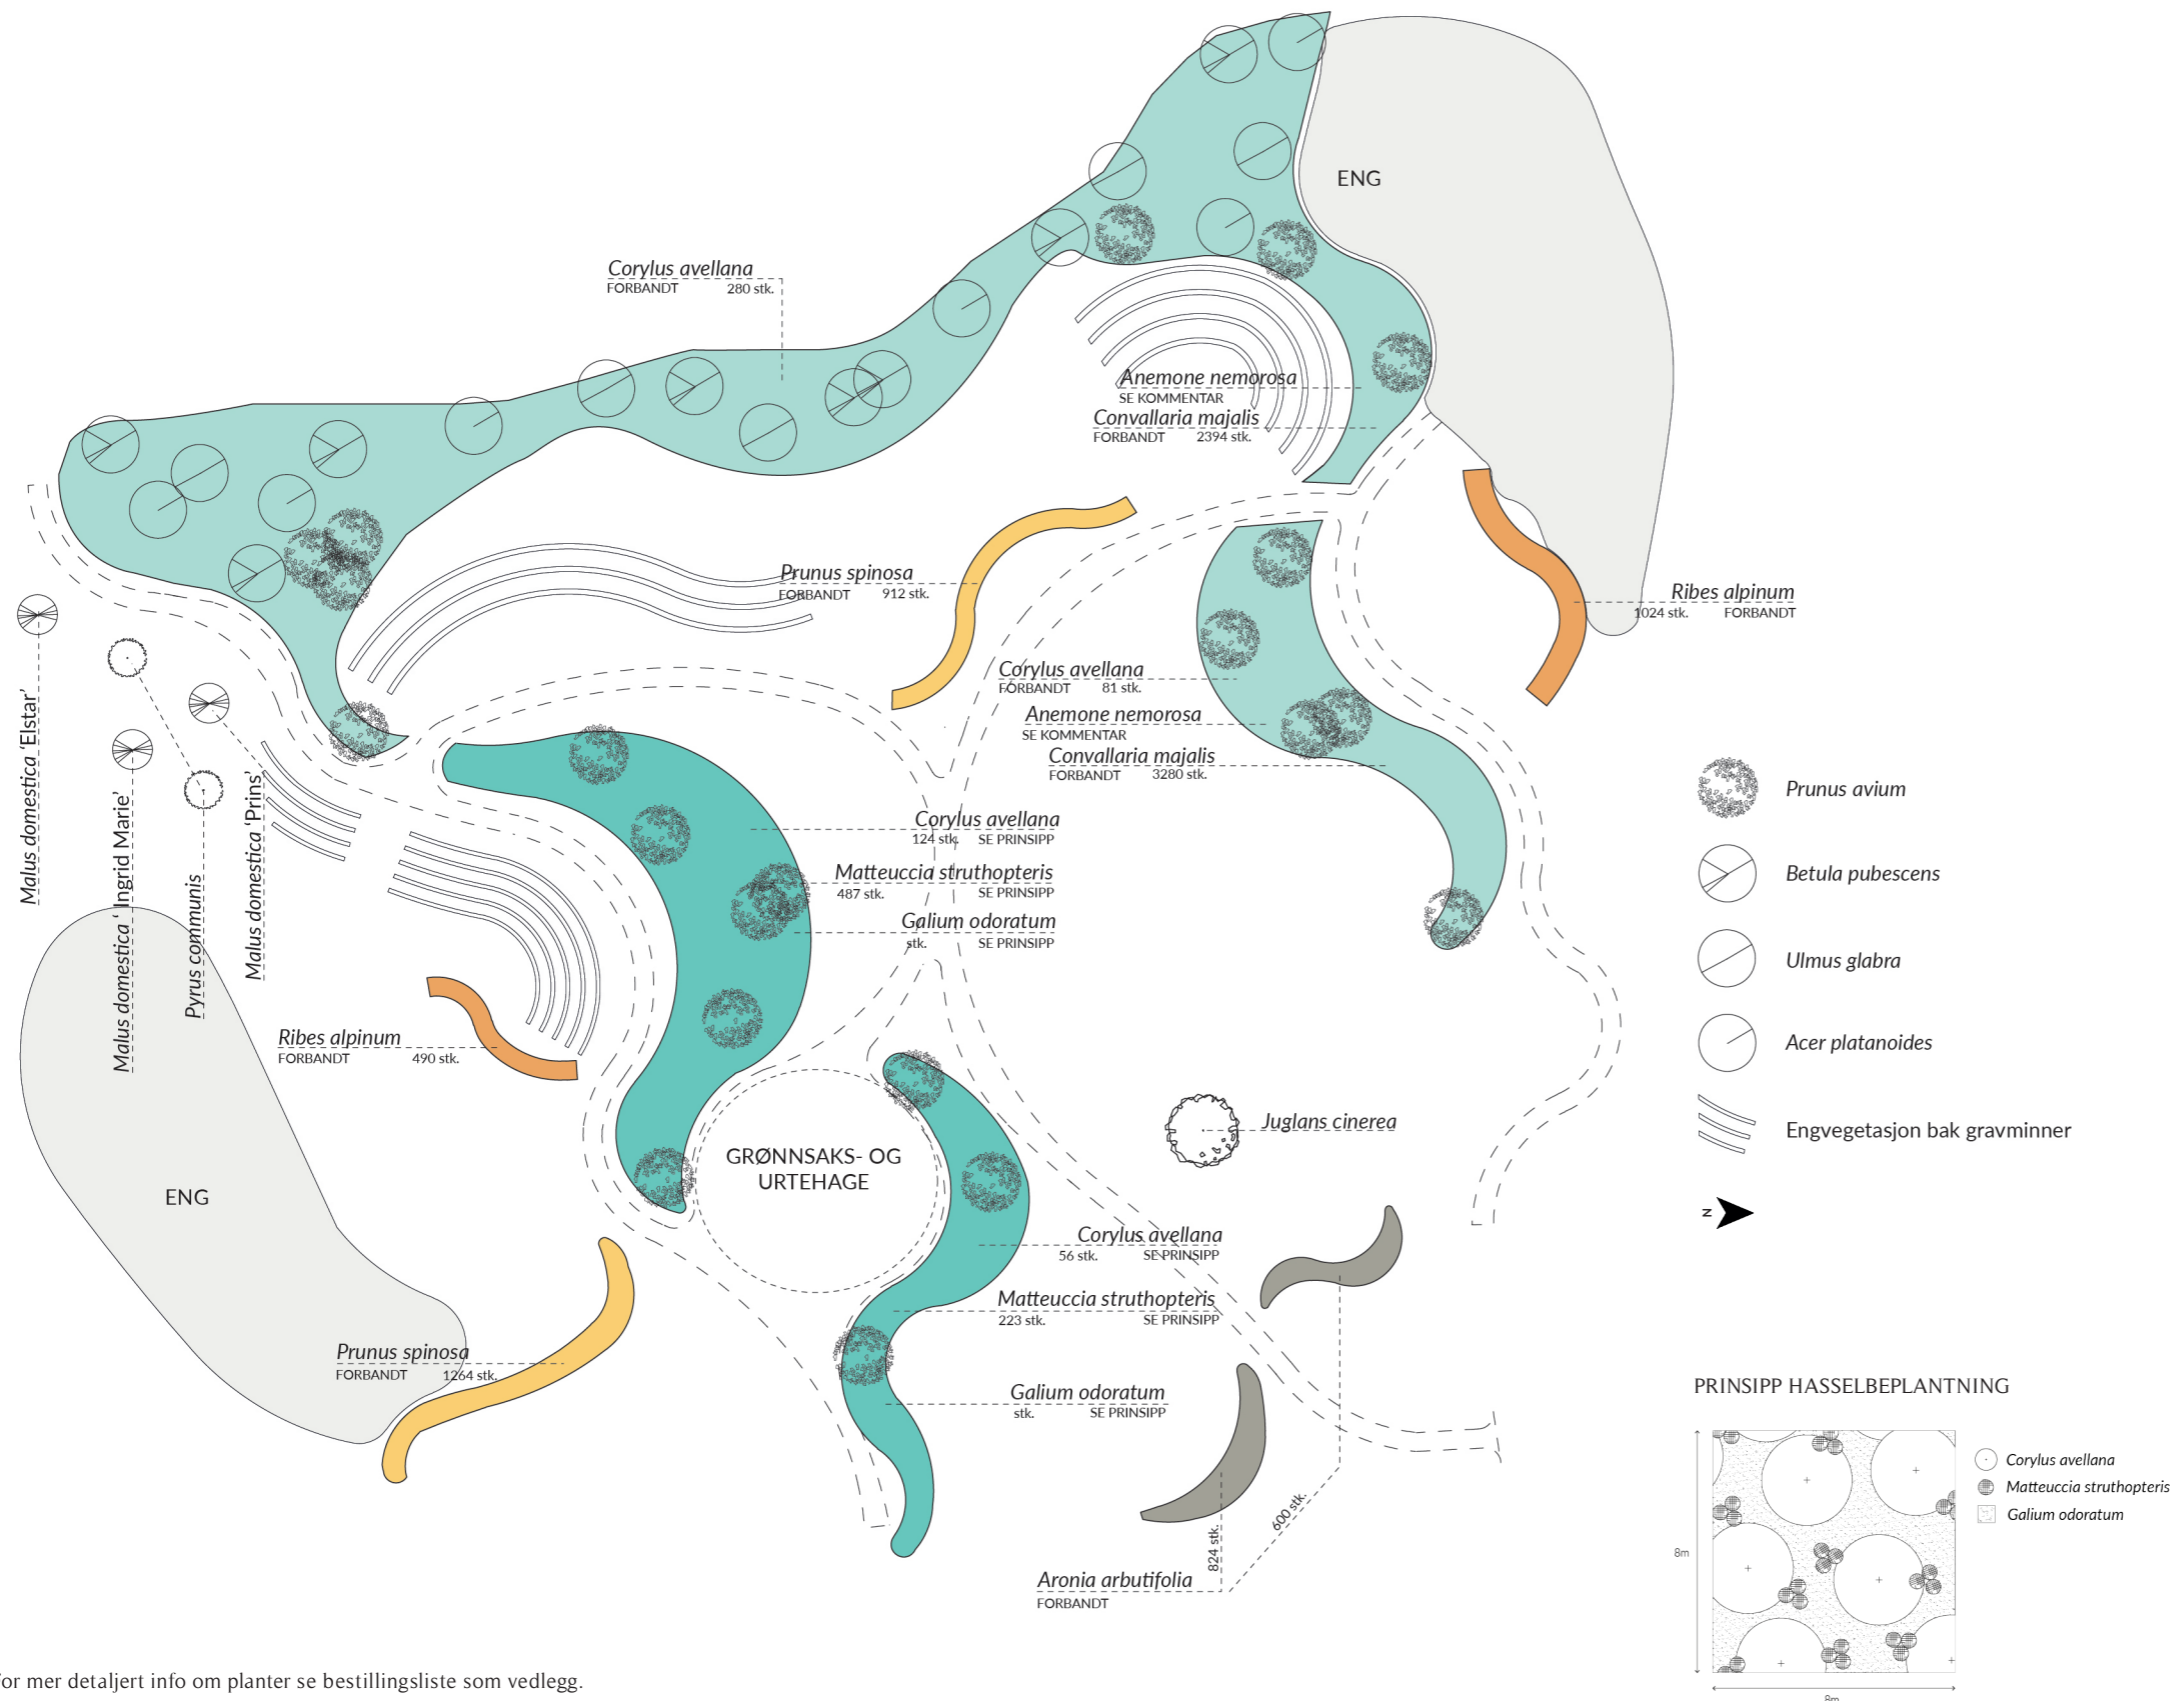 ENG
Corylus avellana
FORBANDT 280 stk.
Anemone nemorosa
SE KOMMENTAR
Convallaria majalis
FORBANDT 2394 stk.
Prunus spinosa
FORBANDT 912 stk.
Ribes alpinum
1024 stk. FORBANDT
Corylus avellana
FORBANDT 81 stk.
Anemone nemorosa
SE KOMMENTAR
Convallaria majalis
FORBANDT 3280 stk.
Malus domestica 'Elstar'
Malus domestica ' Ingrid Marie'
Pyrus communis
Malus domestica 'Prins'
Corylus avellana
124 stk. SE PRINSIPP
Matteuccia struthopteris
487 stk. SE PRINSIPP
Galium odoratum
stk. SE PRINSIPP
Ribes alpinum
FORBANDT 490 stk.
ENG
GRØNNSAKS- OG
URTEHAGE
Juglans cinerea
Corylus avellana
56 stk. SE PRINSIPP
Matteuccia struthopteris
223 stk. SE PRINSIPP
Prunus spinosa
FORBANDT 1264 stk.
Galium odoratum
stk. SE PRINSIPP
824 stk.
600 stk.
Aronia arbutifolia
FORBANDT
Prunus avium
Betula pubescens
Ulmus glabra
Acer platanoides
Engvegetasjon bak gravminner
N
PRINSIPP HASSELBEPLANTNING
Corylus avellana
Matteuccia struthopteris
Galium odoratum
8m
8m
or mer detaljert info om planter se bestillingsliste som vedlegg.